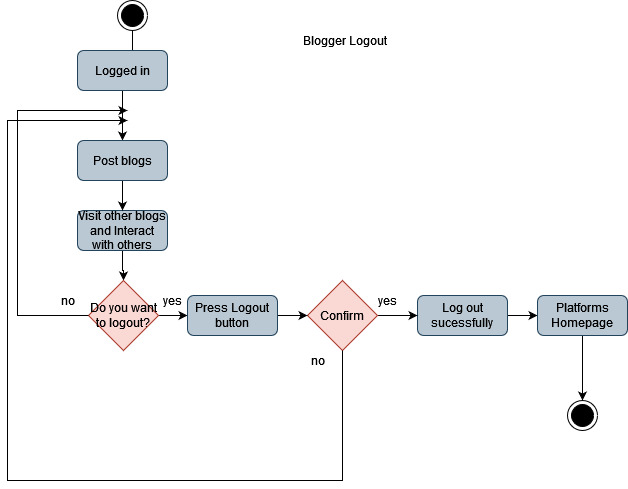 Blogger Logout
Logged in
Post blogs
Visit other blogs
and Interact
with others
Do you want
to logout?
no
yes
Press Logout
button
Confirm
yes
no
Log out
sucessfully
Platforms
Homepage